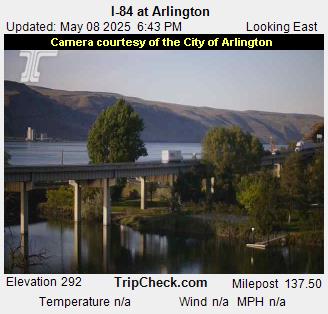 I-84 at Arlington
Updated: May 08 2025 6:43 PM Looking East
Camera courtesy of the City of Arlington
Elevation 292 TripCheck.com Milepost 137.50
Temperature n/a Wind n/a MPH n/a